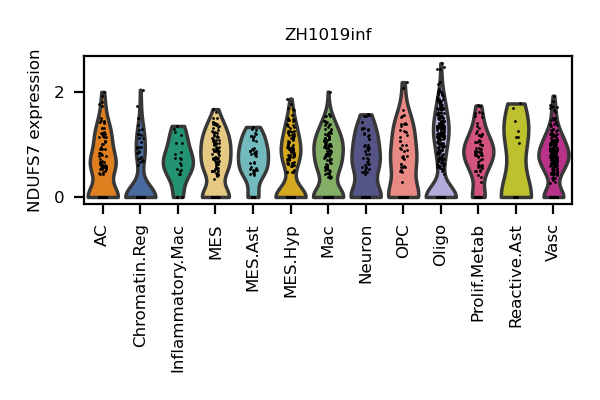 ZH1019inf
NDUFS7 expression
2
0
AC
Chromatin.Reg
Inflammatory.Mac
MES
MES.Ast
MES.Hyp
Mac
Neuron
OPC
Oligo
Prolif.Metab
Reactive.Ast
Vasc